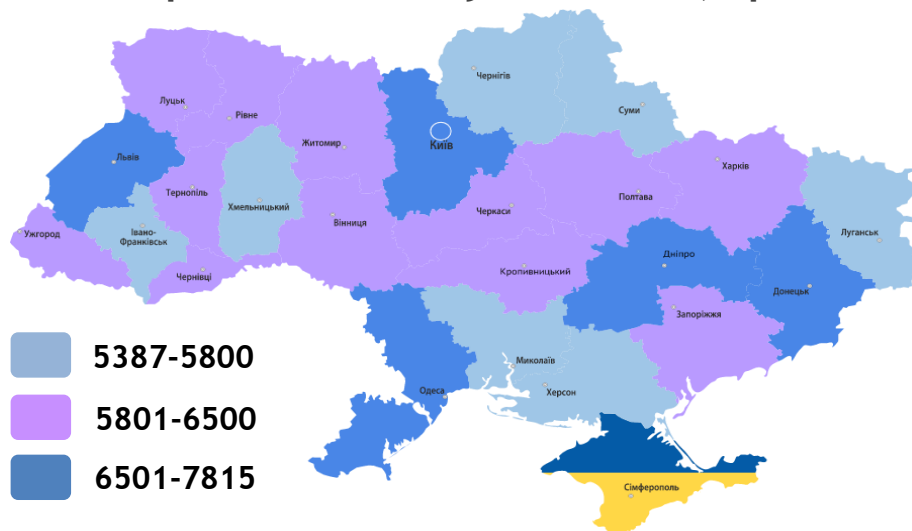 Чернігів
Суми
Луцьк
Рівне
Житомир
Київ
Львів
Харків
Тернопіль
Хмельницький
Полтава
Черкаси
Вінниця
Івано-
Франківськ
Ужгород
Луганськ
Чернівці
Кропивницький
Дніпро
Донецьк
Запоріжжя
Миколаїв
Херсон
Одеса
Сімферополь
5387-5800
5801-6500
6501-7815